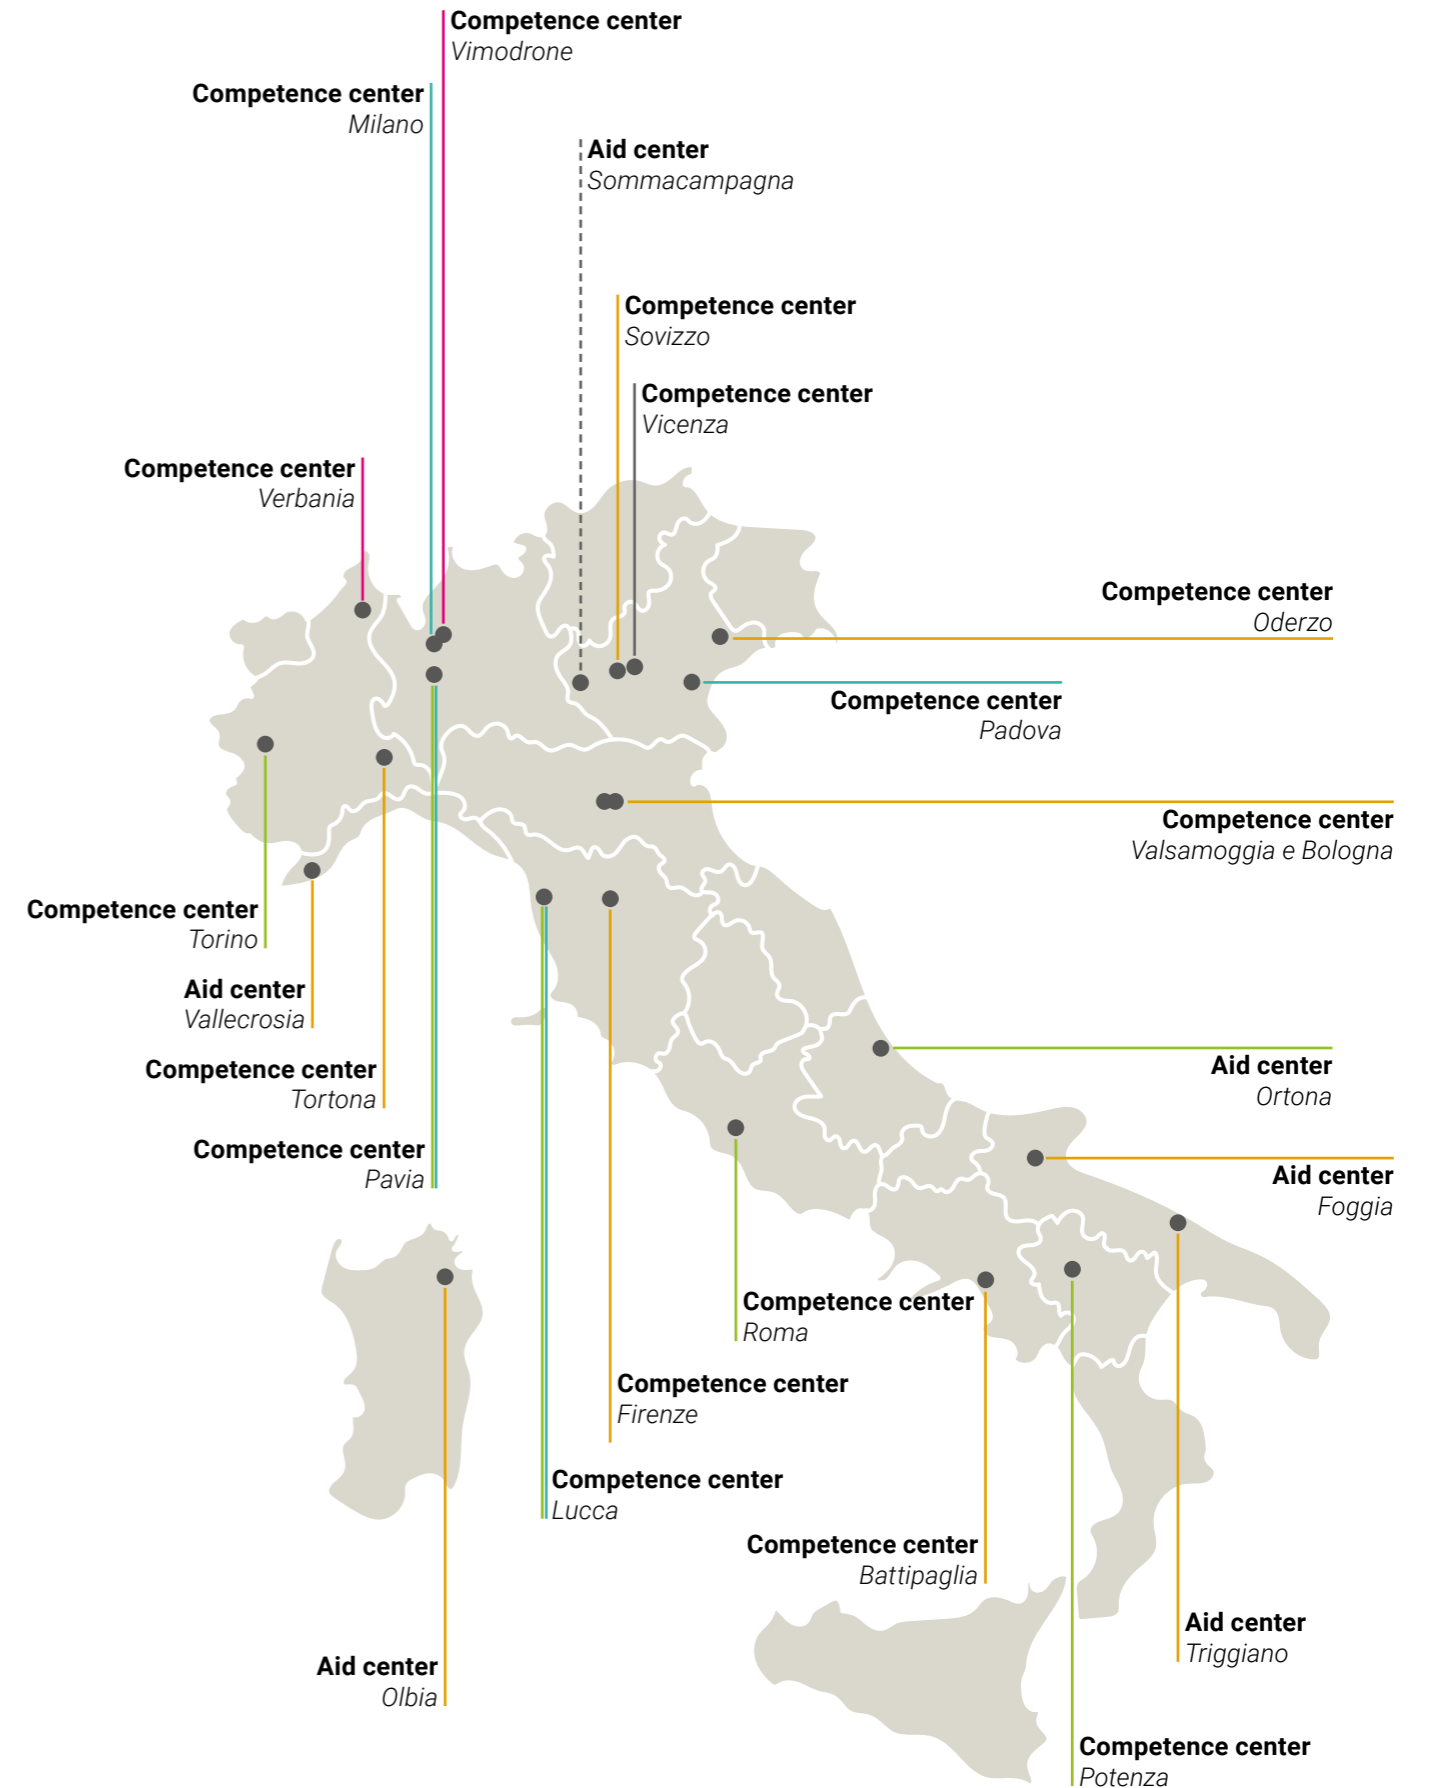 Competence center
Vimodrone
Competence center
Milano
Aid center
Sommacampagna
Competence center
Sovizzo
Competence center
Vicenza
Competence center
Verbania
Competence center
Oderzo
Competence center
Padova
Competence center
Valsamoggia e Bologna
Competence center
Torino
Aid center
Vallecrosia
Competence center
Tortona
Competence center
Pavia
Aid center
Ortona
Aid center
Foggia
Competence center
Roma
Competence center
Firenze
Competence center
Lucca
Competence center
Battipaglia
Aid center
Triggiano
Aid center
Olbia
Competence center
Potenza